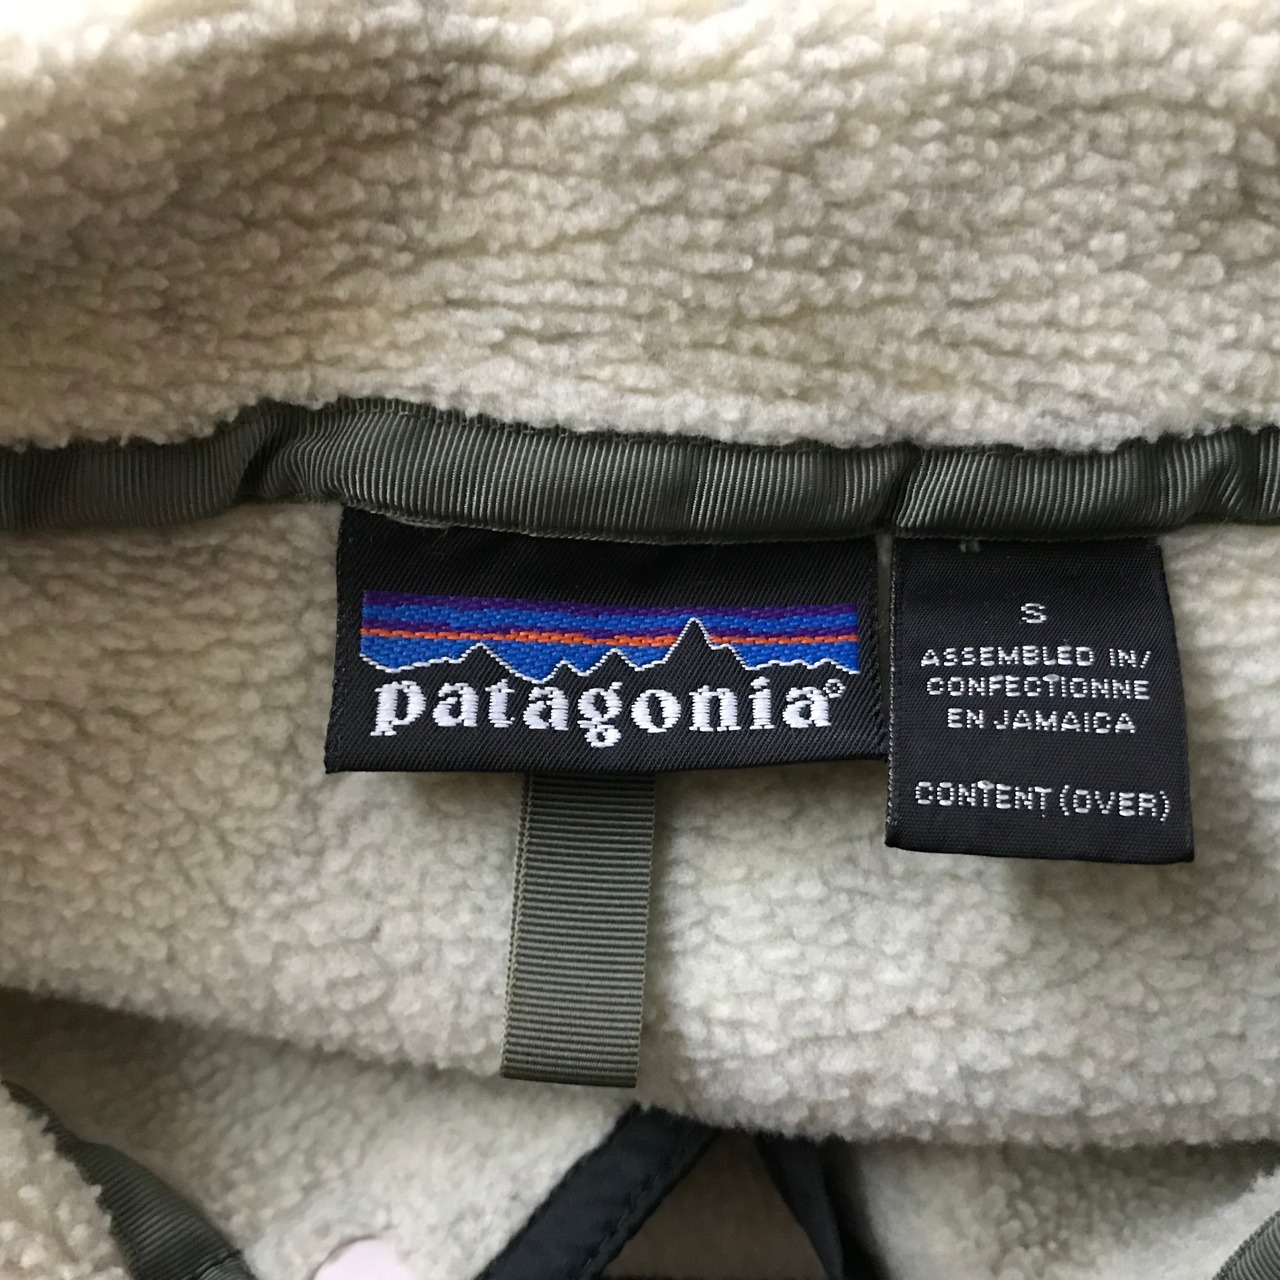 patagonia®
S
ASSEMBLED IN/
CONFECTIONNE
EN JAMAICA
CONTENT (OVER)